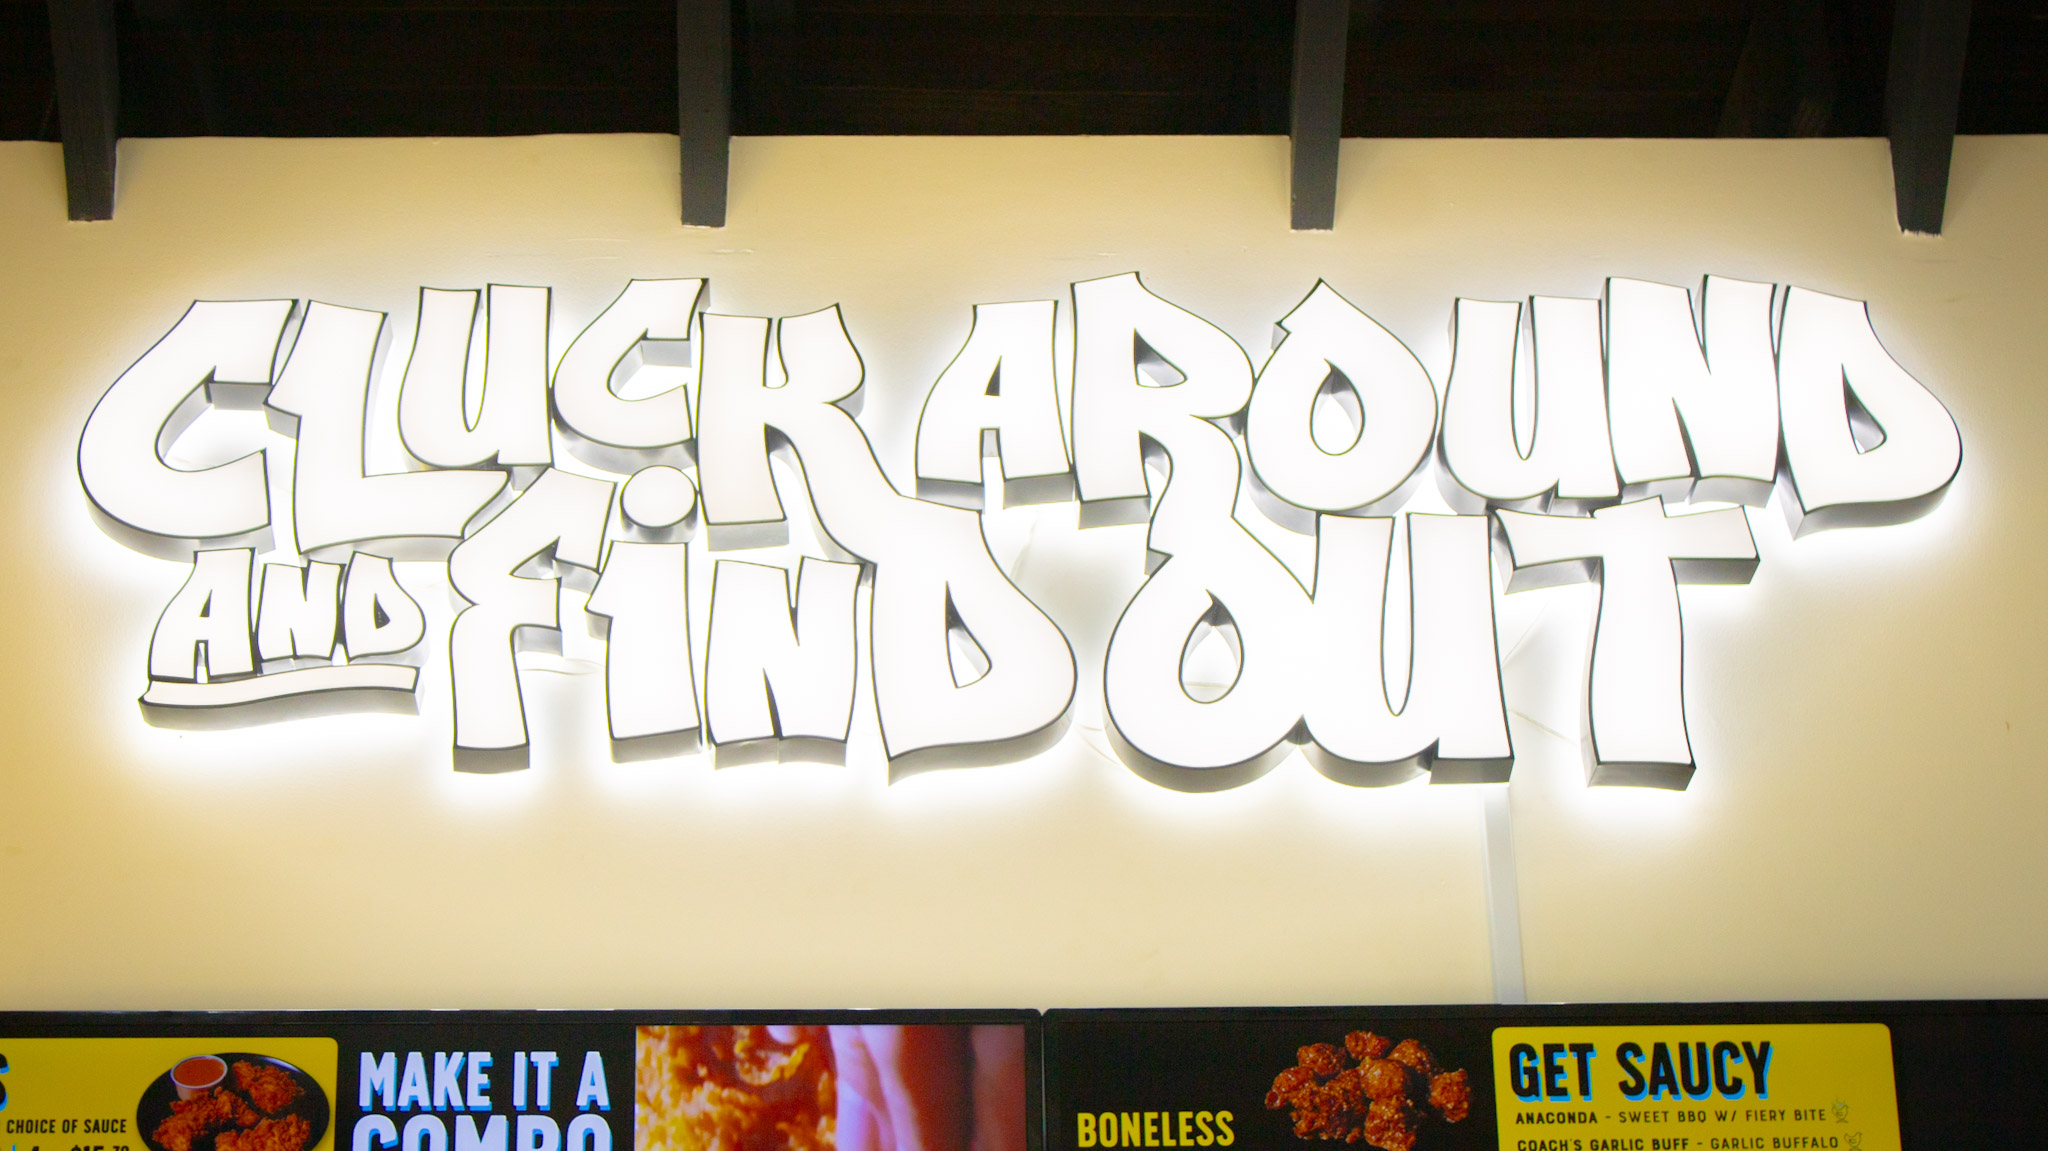 CLUCK AROUND
AND FIND OUT
CHOICE OF SAUCE
MAKE IT A
COMBO
BONELESS
GET SAUCY
ANACONDA - SWEET BBQ W/ FIERY BITE
COACH'S GARLIC BUFF - GARLIC BUFFALO